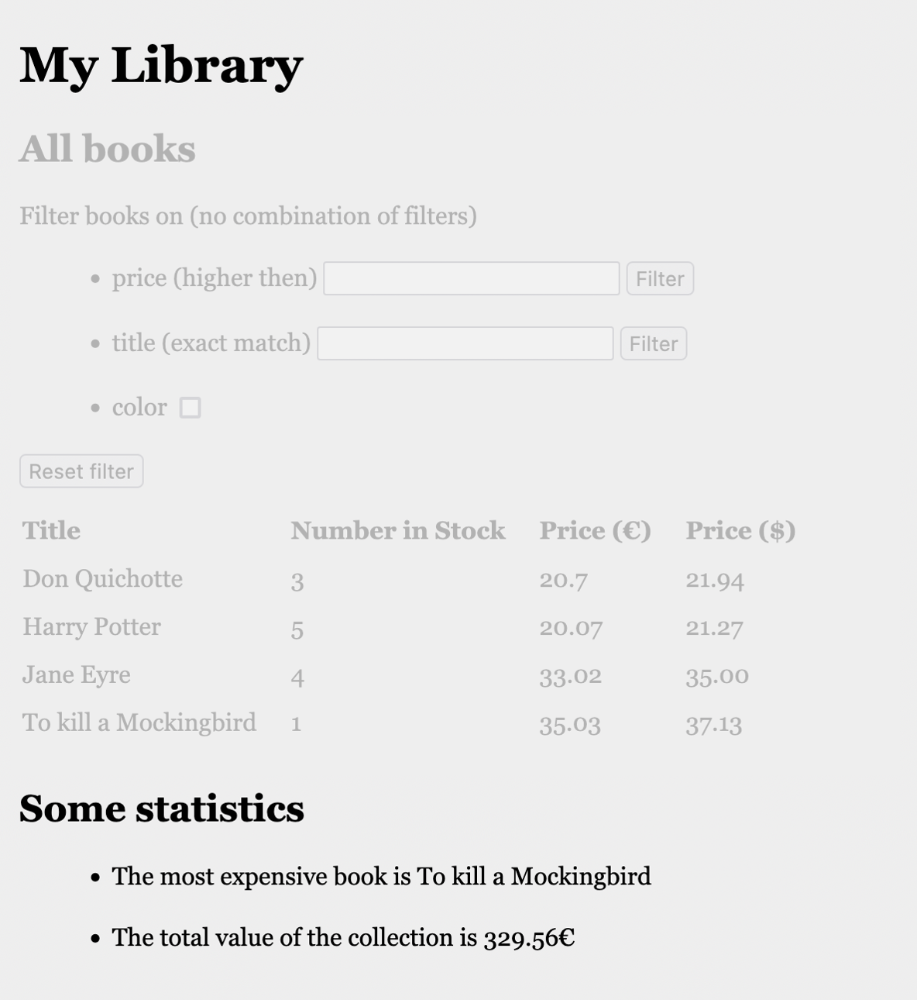 My Library
All books
Filter books on (no combination of filters)
• price (higher then) Filter
• title (exact match) Filter
• color
Reset filter
Title Number in Stock Price (€) Price ($)
Don Quichotte 3 20.7 21.94
Harry Potter 5 20.07 21.27
Jane Eyre 4 33.02 35.00
To kill a Mockingbird 1 35.03 37.13
Some statistics
• The most expensive book is To kill a Mockingbird
• The total value of the collection is 329.56€